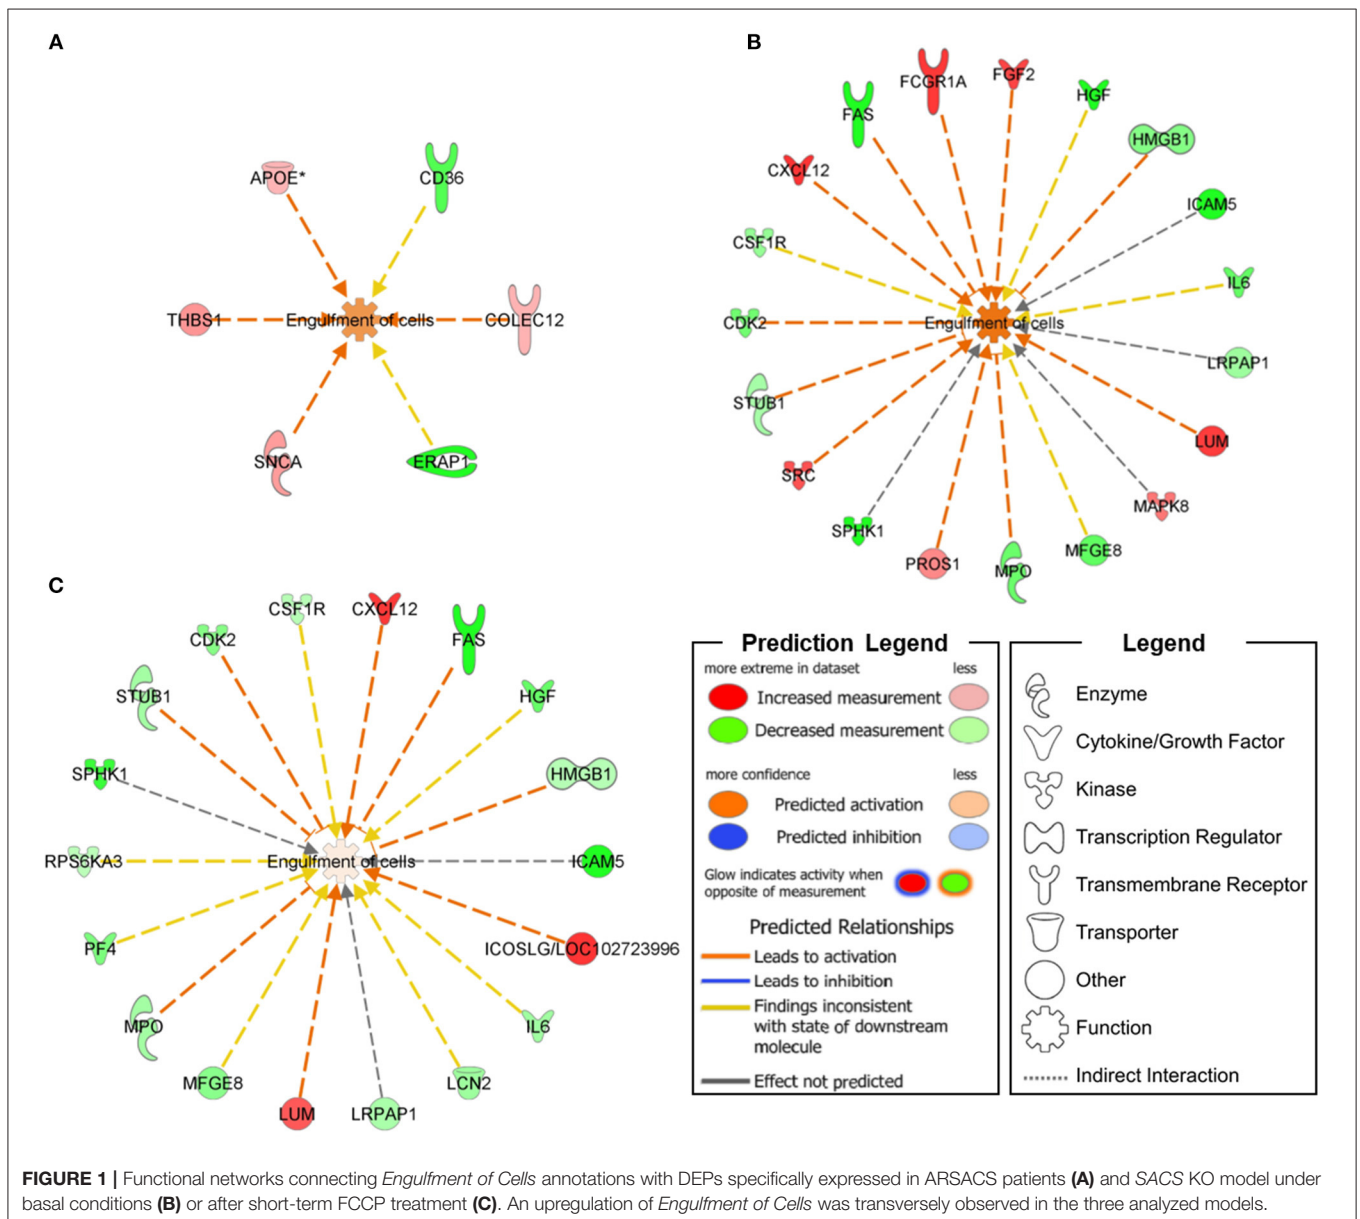 A
APOE*
CD36
THBS1
Engulfment of cells
COLEC12
SNCA
ERAP1
B
FCGR1A
FGF2
HGF
FAS
HMGB1
CXCL12
ICAM5
CSF1R
IL6
CDK2
Engulfment of cells
LRPAP1
STUB1
LUM
SRC
MAPK8
SPHK1
MFGE8
PROS1
MPO
C
CSF1R
CXCL12
FAS
CDK2
HGF
STUB1
SPHK1
HMGB1
RPS6KA3
Engulfment of cells
ICAM5
PF4
ICOSLG/LOC102723996
MPO
IL6
MFGE8
LCN2
LUM
LRPAP1
Prediction Legend
more extreme in dataset less
Increased measurement
Decreased measurement
more confidence less
Predicted activation
Predicted inhibition
Glow indicates activity when
opposite of measurement
Predicted Relationships
Leads to activation
Leads to inhibition
Findings inconsistent
with state of downstream
molecule
Effect not predicted
Legend
Enzyme
Cytokine/Growth Factor
Kinase
Transcription Regulator
Transmembrane Receptor
Transporter
Other
Function
Indirect Interaction
FIGURE 1 | Functional networks connecting Engulfment of Cells annotations with DEPs specifically expressed in ARSACS patients (A) and SACS KO model under
basal conditions (B) or after short-term FCCP treatment (C). An upregulation of Engulfment of Cells was transversely observed in the three analyzed models.